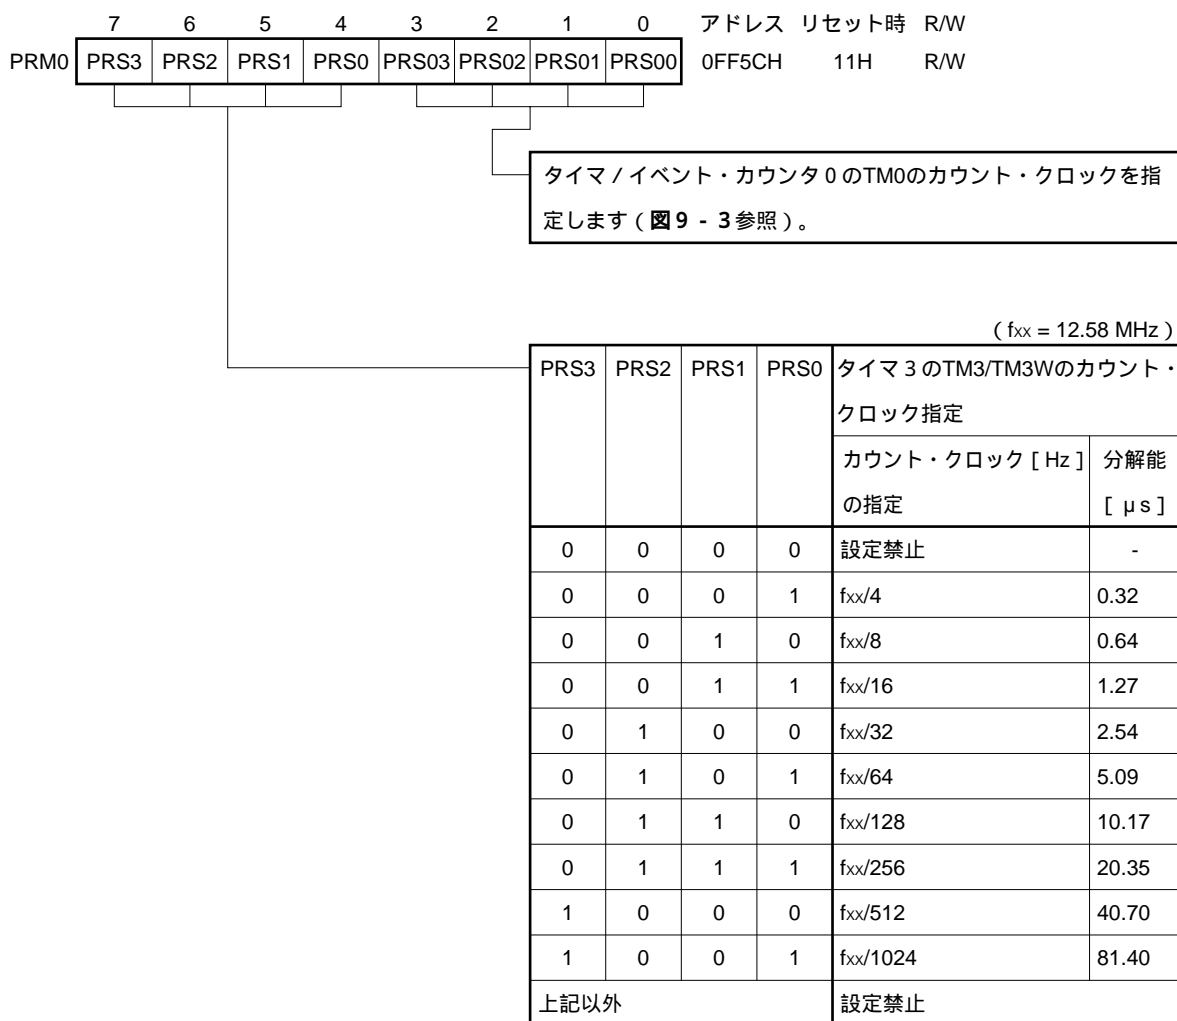 7 6 5 4 3 2 1 0 アドレス リセット時 R/W
PRM0 PRS3 PRS2 PRS1 PRS0 PRS03 PRS02 PRS01 PRS00 0FF5CH 11H R/W
タイマ / イベント・カウンタ 0 のTM0のカウント・クロックを指
定します ( 図9 - 3参照 ) 。
( fxx = 12.58 MHz )
PRS3 PRS2 PRS1 PRS0 タイマ 3 のTM3/TM3Wのカウント・
クロック指定
カウント・クロック [ Hz ] 分解能
の指定 [ μs ]
0 0 0 0 設定禁止 -
0 0 0 1 fxx/4 0.32
0 0 1 0 fxx/8 0.64
0 0 1 1 fxx/16 1.27
0 1 0 0 fxx/32 2.54
0 1 0 1 fxx/64 5.09
0 1 1 0 fxx/128 10.17
0 1 1 1 fxx/256 20.35
1 0 0 0 fxx/512 40.70
1 0 0 1 fxx/1024 81.40
上記以外 設定禁止